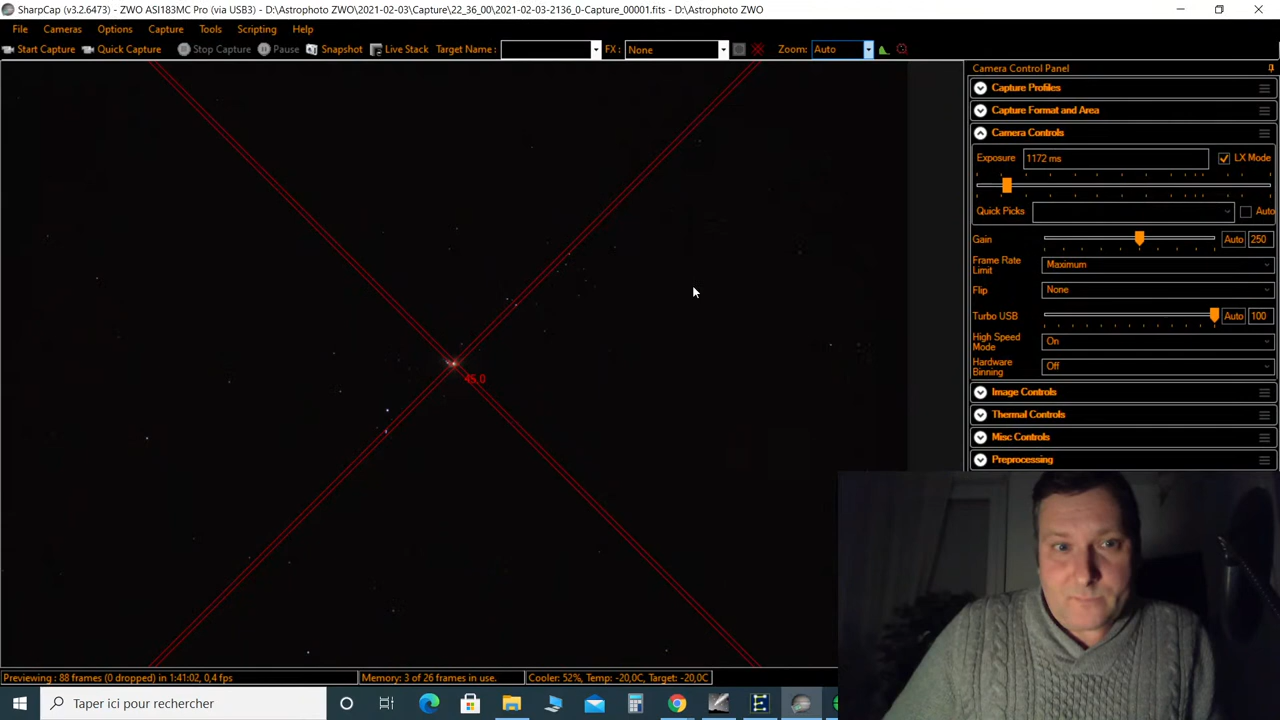 SharpCap (v3.2.6473) - ZWO ASI183MC Pro (via USB3) - D:\Astrophoto ZWO\2021-02-03\Capture\22_36_00\2021-02-03-2136_0-Capture_00001.fits - D:\Astrophoto ZWO
File Cameras Options Capture Tools Scripting Help
Start Capture Quick Capture Stop Capture Pause Snapshot Live Stack Target Name : FX : None Zoom: Auto
Camera Control Panel
Capture Profiles
Capture Format and Area
Camera Controls
Exposure 1172 ms LX Mode
Quick Picks Auto
Gain Auto 250
Frame Rate
Limit Maximum
Flip None
Turbo USB Auto 100
High Speed
Mode On
Hardware
Binning Off
45.0
Image Controls
Thermal Controls
Misc Controls
Preprocessing
Previewing : 88 frames (0 dropped) in 1:41:02, 0,4 fps Memory: 3 of 26 frames in use. Cooler: 52%, Temp: -20,0C, Target: -20,0C
Taper ici pour rechercher